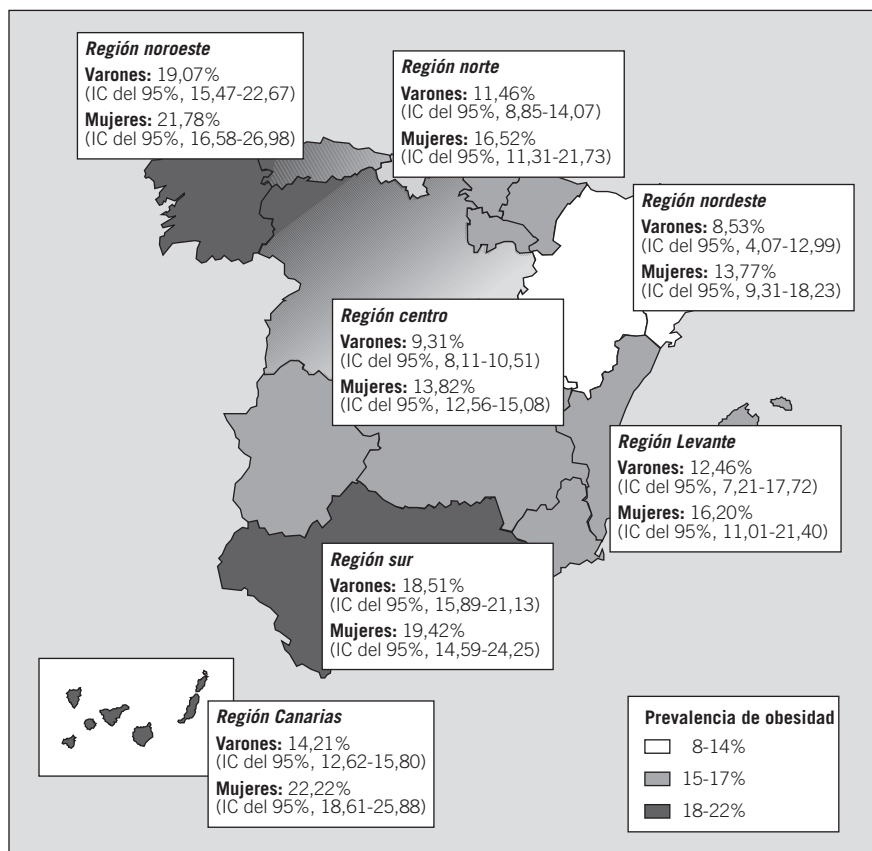 Región noroeste
Varones: 19,07%
(IC del 95%, 15,47-22,67)
Mujeres: 21,78%
(IC del 95%, 16,58-26,98)
Región norte
Varones: 11,46%
(IC del 95%, 8,85-14,07)
Mujeres: 16,52%
(IC del 95%, 11,31-21,73)
Región nordeste
Varones: 8,53%
(IC del 95%, 4,07-12,99)
Mujeres: 13,77%
(IC del 95%, 9,31-18,23)
Región centro
Varones: 9,31%
(IC del 95%, 8,11-10,51)
Mujeres: 13,82%
(IC del 95%, 12,56-15,08)
Región Levante
Varones: 12,46%
(IC del 95%, 7,21-17,72)
Mujeres: 16,20%
(IC del 95%, 11,01-21,40)
Región sur
Varones: 18,51%
(IC del 95%, 15,89-21,13)
Mujeres: 19,42%
(IC del 95%, 14,59-24,25)
Región Canarias
Varones: 14,21%
(IC del 95%, 12,62-15,80)
Mujeres: 22,22%
(IC del 95%, 18,61-25,88)
Prevalencia de obesidad
8-14%
15-17%
18-22%